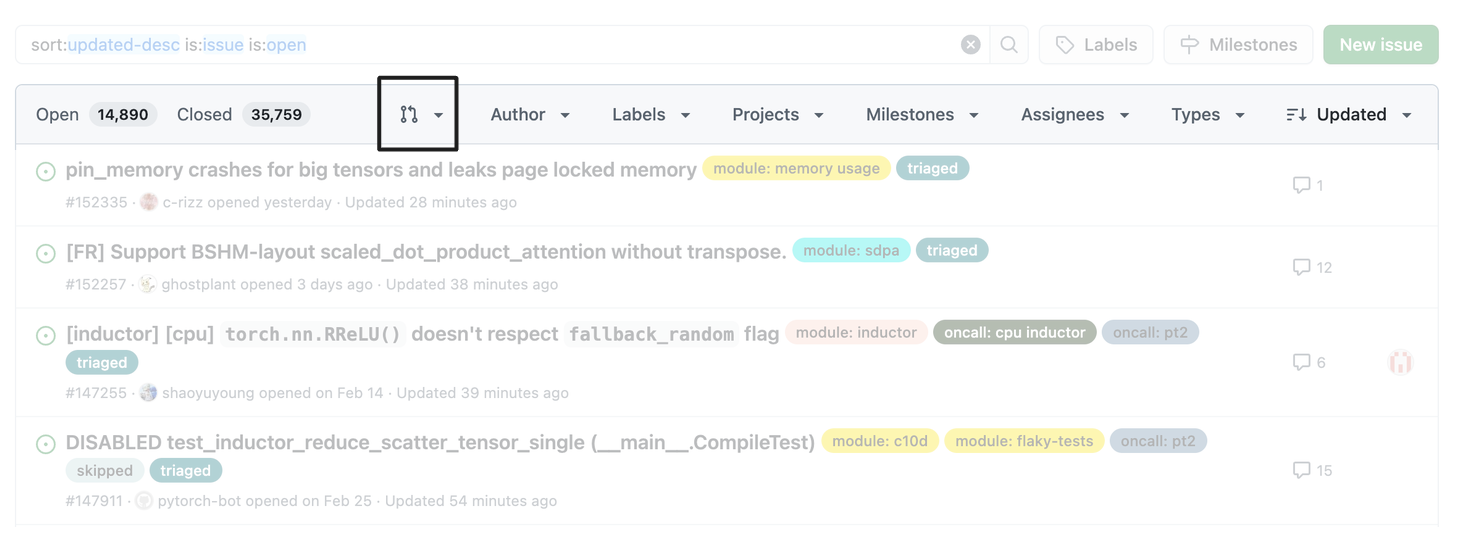 sort:updated-desc is:issue is:open Labels Milestones New issue
Open 14,890 Closed 35,759 Author Labels Projects Milestones Assignees Types Updated
pin_memory crashes for big tensors and leaks page locked memory module: memory usage triaged
1
#152335 · c-rizz opened yesterday · Updated 28 minutes ago
[FR] Support BSHM-layout scaled_dot_product_attention without transpose. module: sdpa triaged
12
#152257 · ghostplant opened 3 days ago · Updated 38 minutes ago
[inductor] [cpu] torch.nn.RReLU() doesn't respect fallback_random flag module: inductor oncall: cpu inductor oncall: pt2
triaged 6
#147255 · shaoyuyoung opened on Feb 14 · Updated 39 minutes ago
DISABLED test_inductor_reduce_scatter_tensor_single (__main__.CompileTest) module: c10d module: flaky-tests oncall: pt2
skipped triaged 15
#147911 · pytorch-bot opened on Feb 25 · Updated 54 minutes ago